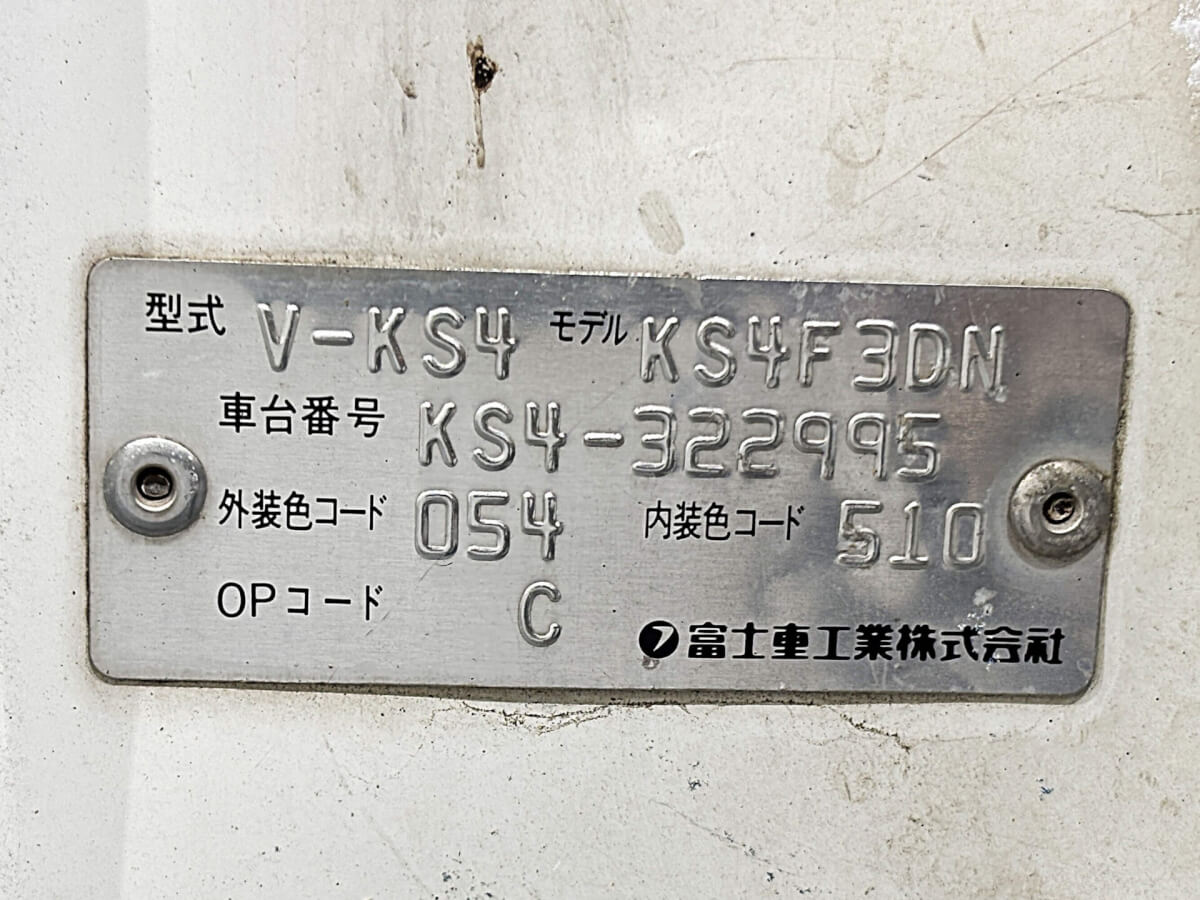 型式 V-KS4 モデル KS4F3DN
車台番号 KS4-322995
外装色コード 054 内装色コード 510
OPコード C
富士重工業株式会社